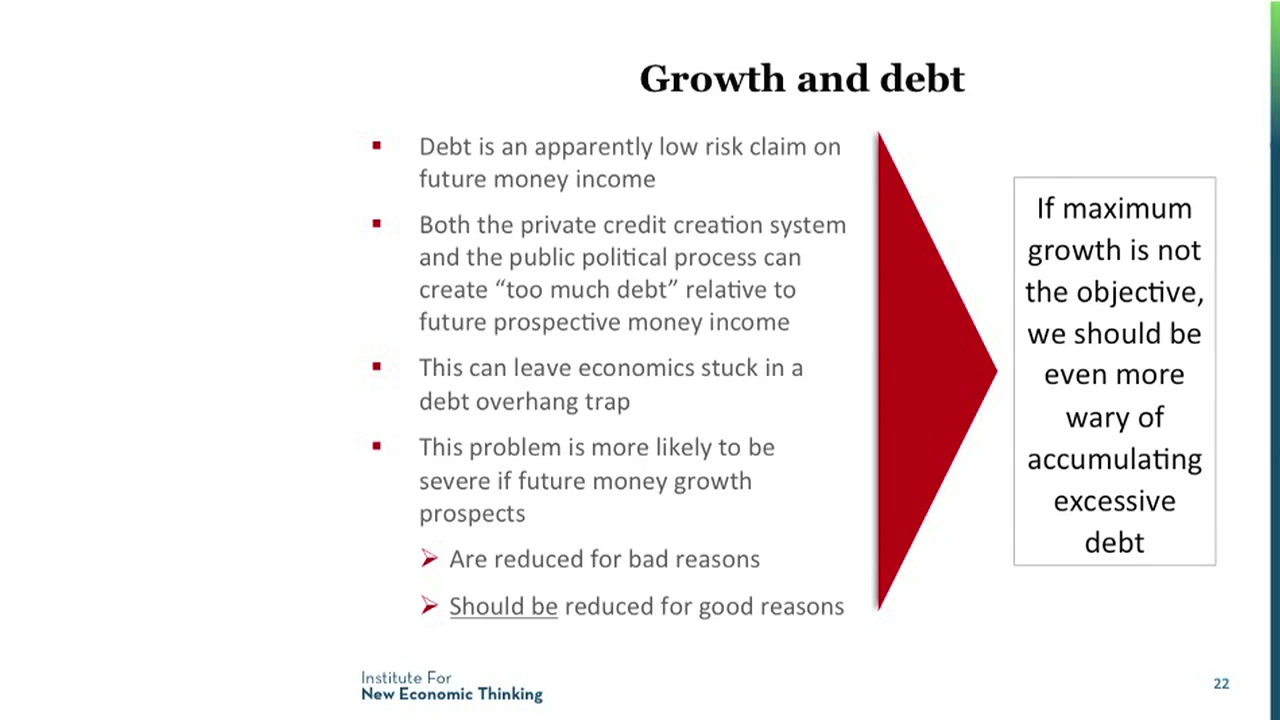 Growth and debt
Debt is an apparently low risk claim on
future money income
Both the private credit creation system
and the public political process can
create “too much debt” relative to
future prospective money income
This can leave economics stuck in a
debt overhang trap
This problem is more likely to be
severe if future money growth
prospects
Are reduced for bad reasons
Should be reduced for good reasons
If maximum
growth is not
the objective,
we should be
even more
wary of
accumulating
excessive
debt
Institute For
New Economic Thinking
22